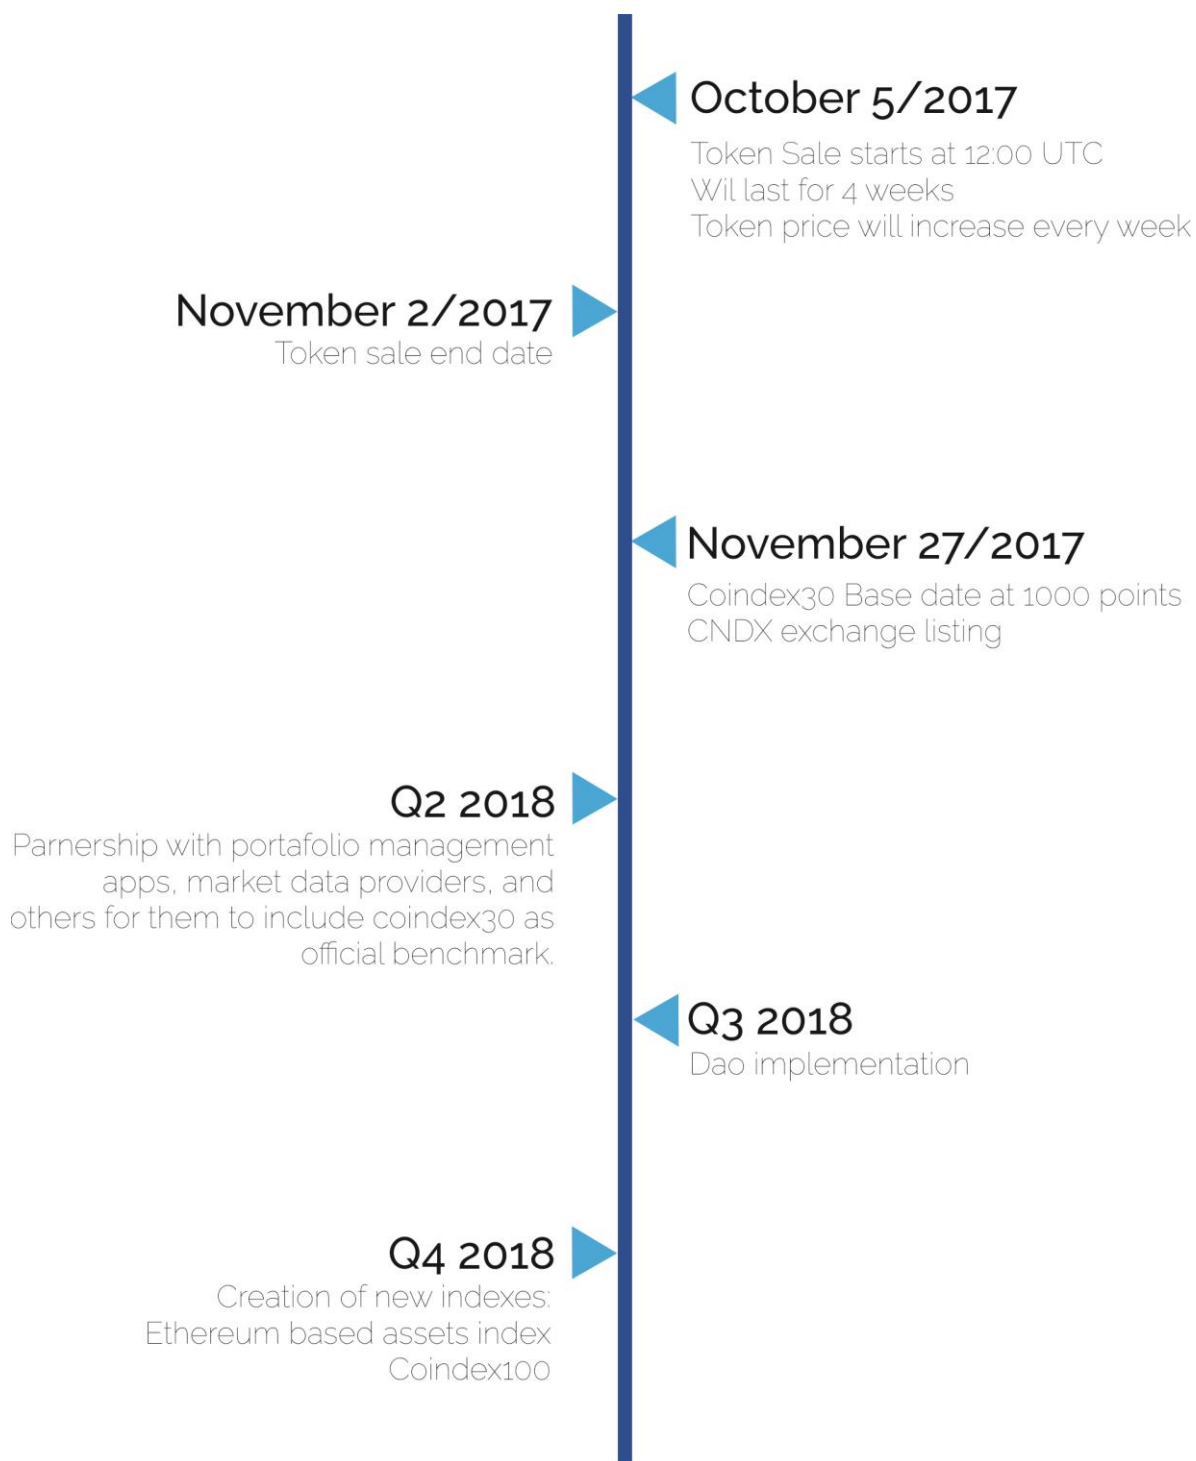 October 5/2017
Token Sale starts at 12:00 UTC
Wil last for 4 weeks
Token price will increase every week
November 2/2017
Token sale end date
November 27/2017
Coindex30 Base date at 1000 points
CNDX exchange listing
Q2 2018
Parnership with portafolio management
apps, market data providers, and
others for them to include coindex30 as
official benchmark.
Q3 2018
Dao implementation
Q4 2018
Creation of new indexes:
Ethereum based assets index
Coindex100